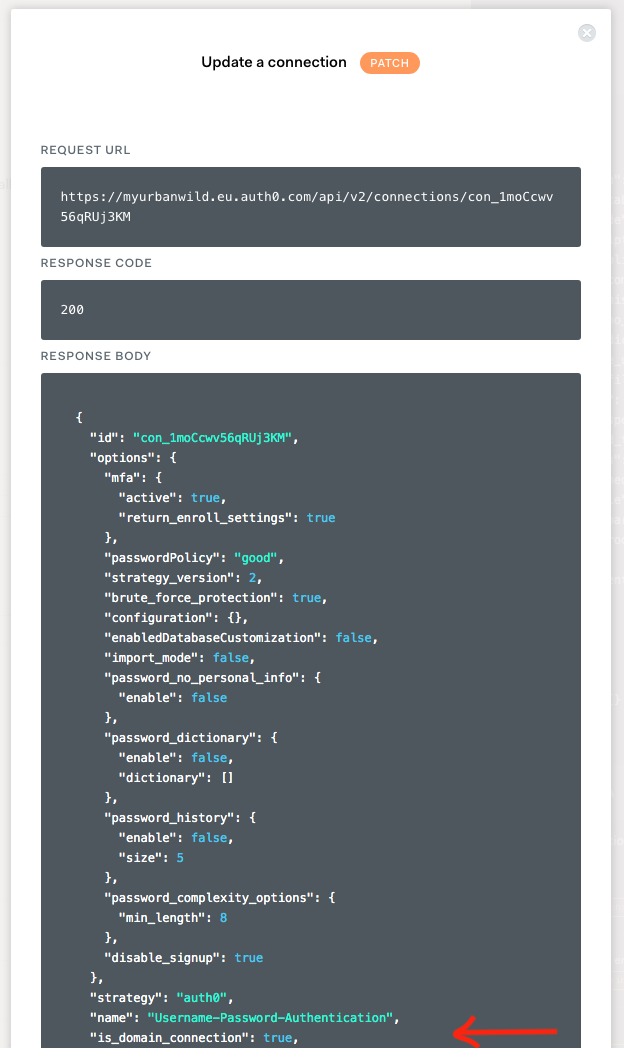 Update a connection PATCH
REQUEST URL
https://myurbanwild.eu.auth0.com/api/v2/connections/con_1moCcwv
56qRUj3KM
RESPONSE CODE
200
RESPONSE BODY
{
"id": "con_1moCcwv56qRUj3KM",
"options": {
"mfa": {
"active": true,
"return_enroll_settings": true
},
"passwordPolicy": "good",
"strategy_version": 2,
"brute_force_protection": true,
"configuration": {},
"enabledDatabaseCustomization": false,
"import_mode": false,
"password_no_personal_info": {
"enable": false
},
"password_dictionary": {
"enable": false,
"dictionary": []
},
"password_history": {
"enable": false,
"size": 5
},
"password_complexity_options": {
"min_length": 8
},
"disable_signup": true
},
"strategy": "auth0",
"name": "Username-Password-Authentication",
"is_domain_connection": true,